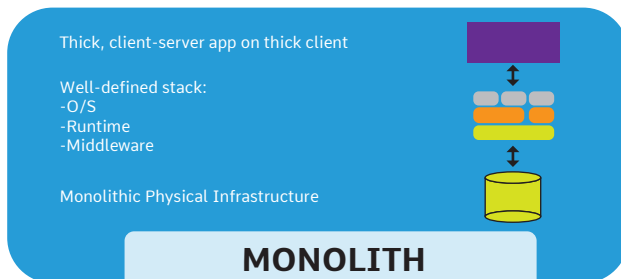 Thick, client-server app on thick client
Well-defined stack:
-O/S
-Runtime
-Middleware
Monolithic Physical Infrastructure
MONOLITH